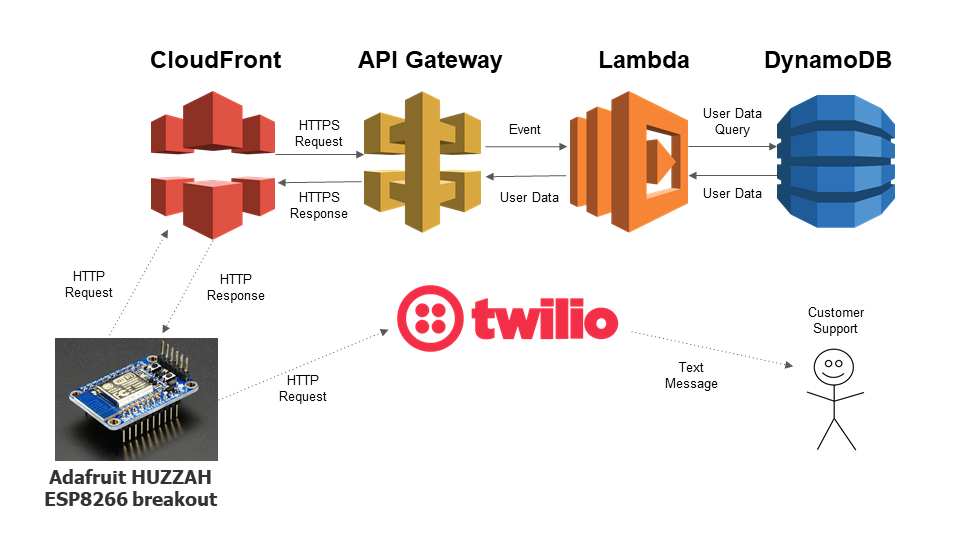 CloudFront
API Gateway
Lambda
DynamoDB
HTTPS
Request
Event
User Data
Query
HTTPS
Response
User Data
User Data
HTTP
Request
HTTP
Response
twilio
Customer
Support
HTTP
Request
Text
Message
Adafruit HUZZAH
ESP8266 breakout